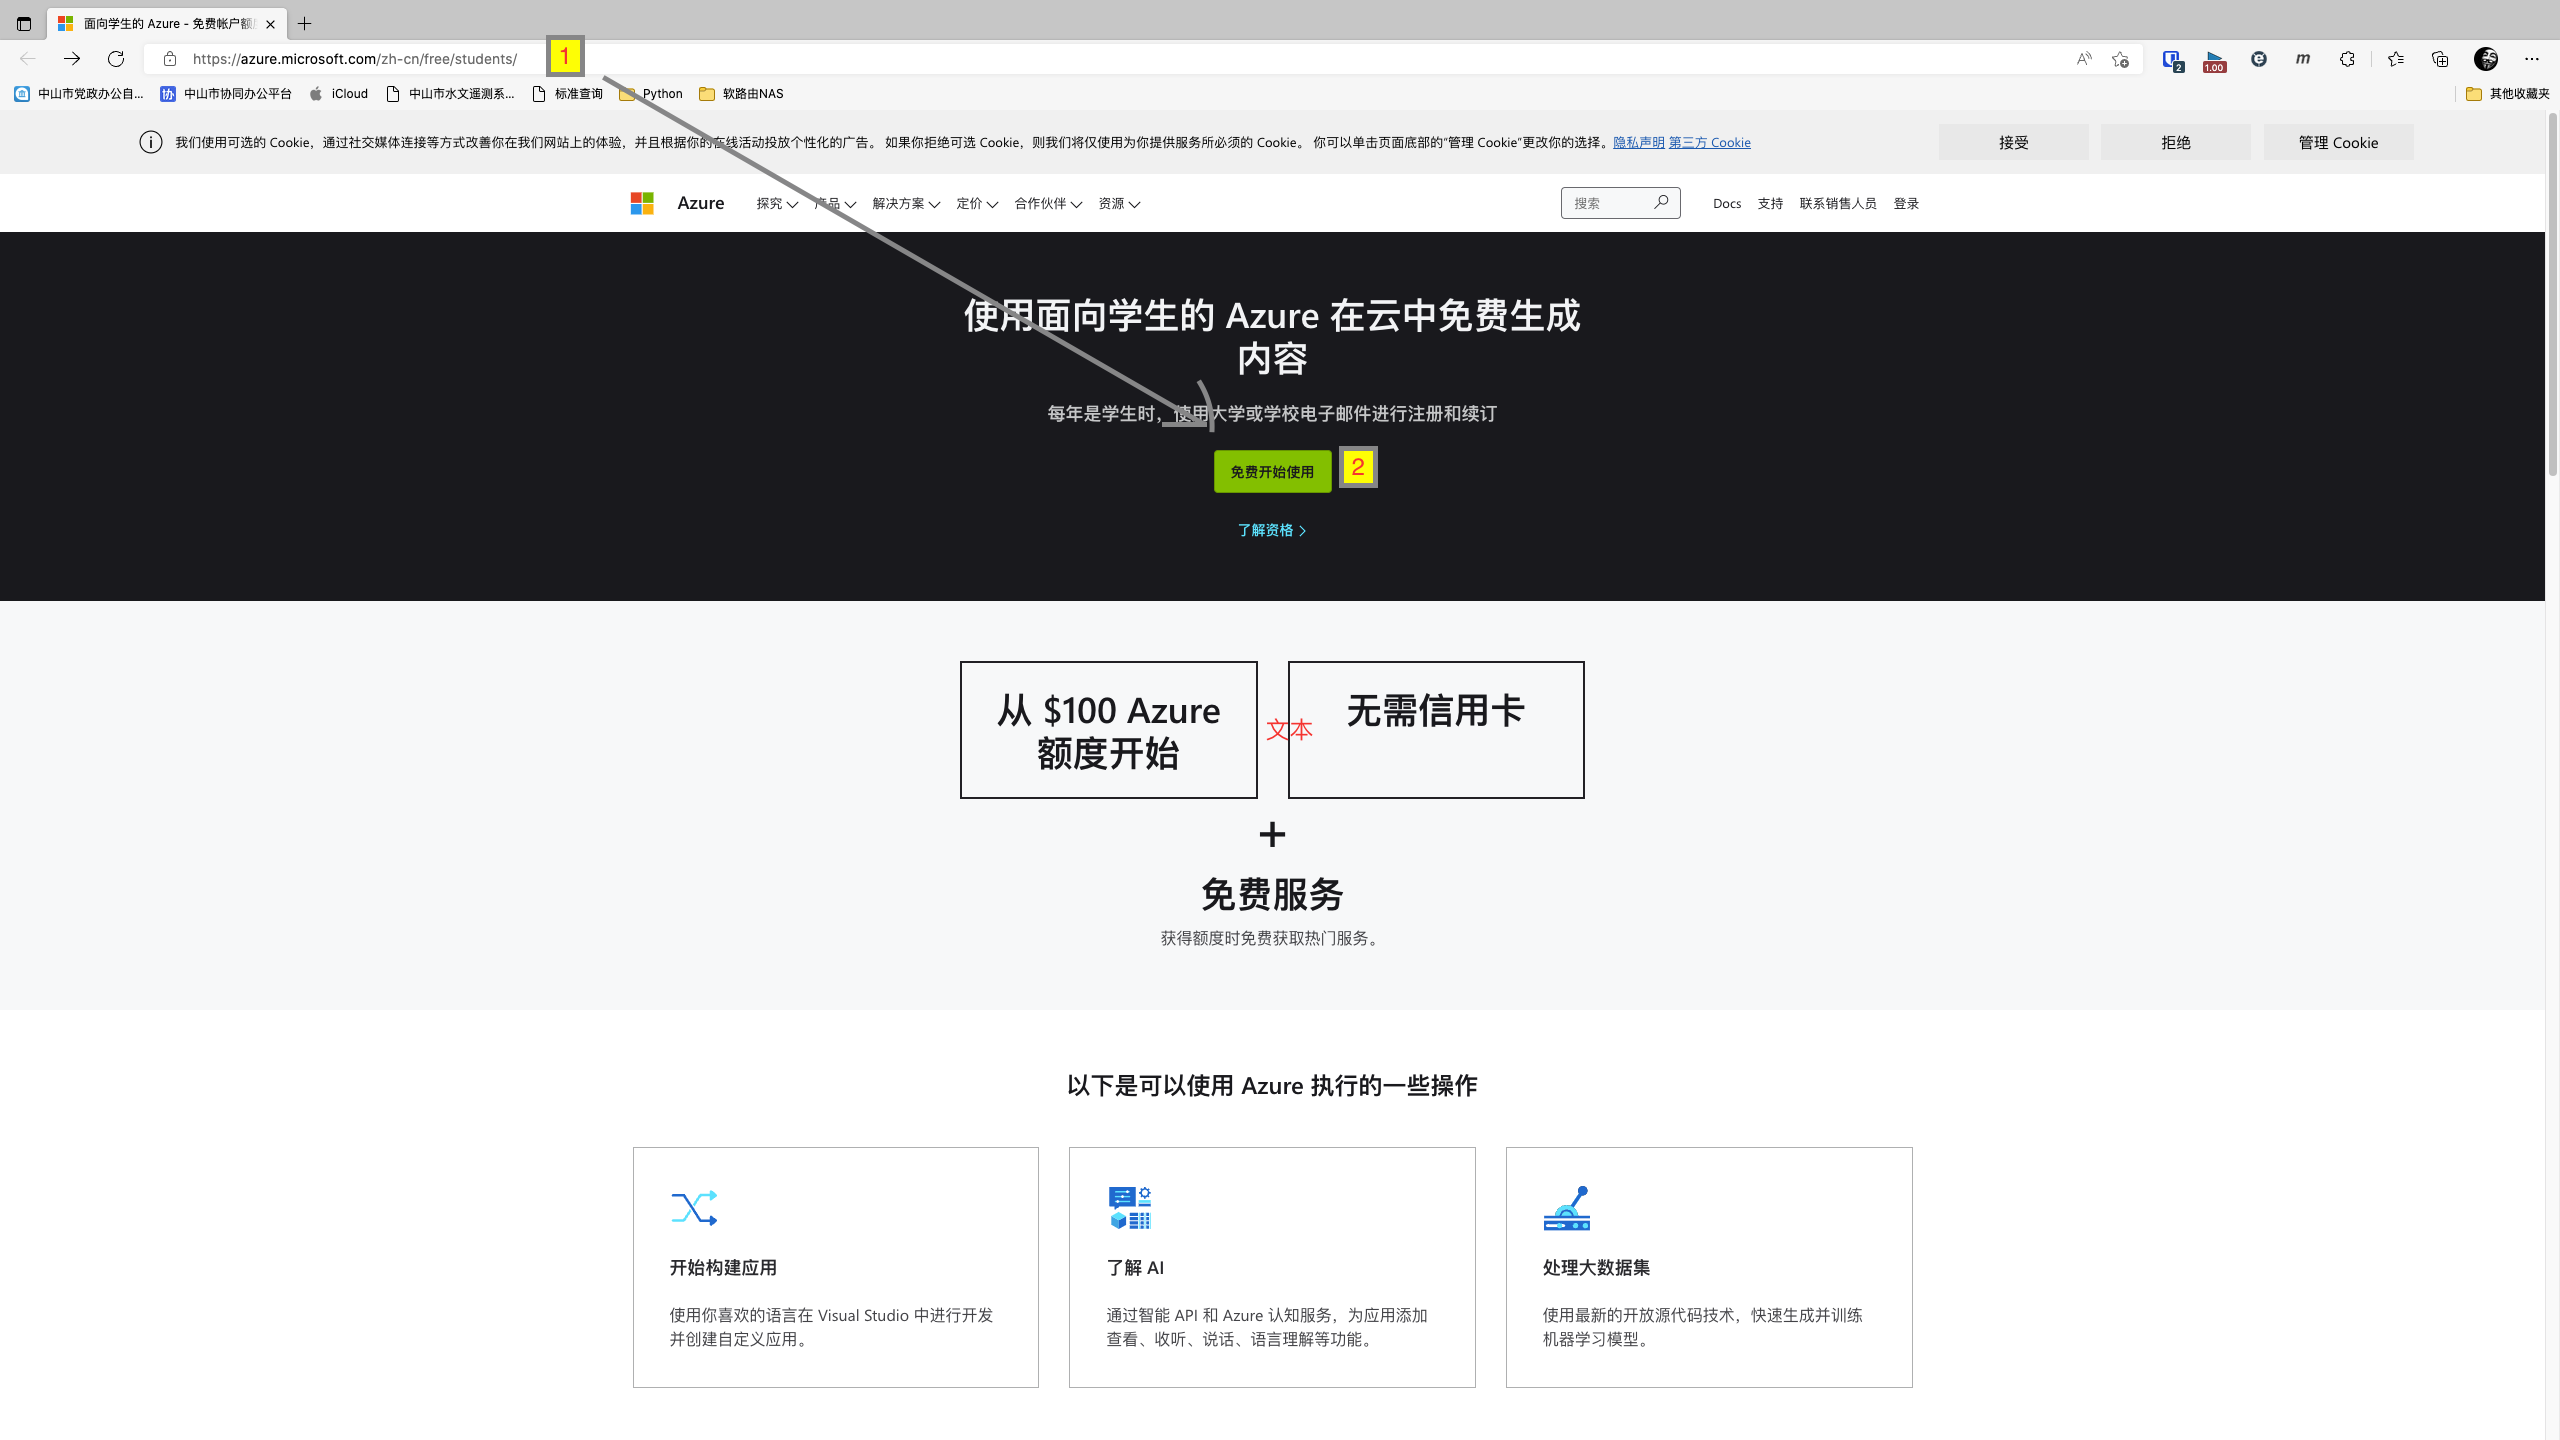 面向学生的 Azure - 免费帐户额度
https://azure.microsoft.com/zh-cn/free/students/
1
2
1.00
中山市党政办公自...
协 中山市协同办公平台
iCloud
中山市水文遥测系...
标准查询
Python
软路由NAS
其他收藏夹
我们使用可选的 Cookie，通过社交媒体连接等方式改善你在我们网站上的体验，并且根据你的在线活动投放个性化的广告。 如果你拒绝可选 Cookie，则我们将仅使用为你提供服务所必须的 Cookie。 你可以单击页面底部的“管理 Cookie”更改你的选择。隐私声明 第三方 Cookie
接受
拒绝
管理 Cookie
Azure
探究
产品
解决方案
定价
合作伙伴
资源
搜索
Docs
支持
联系销售人员
登录
使用面向学生的 Azure 在云中免费生成
内容
每年是学生时，使用大学或学校电子邮件进行注册和续订
免费开始使用
2
了解资格
从 $100 Azure
额度开始
文本
无需信用卡
+
免费服务
获得额度时免费获取热门服务。
以下是可以使用 Azure 执行的一些操作
开始构建应用
使用你喜欢的语言在 Visual Studio 中进行开发
并创建自定义应用。
了解 AI
通过智能 API 和 Azure 认知服务，为应用添加
查看、收听、说话、语言理解等功能。
处理大数据集
使用最新的开放源代码技术，快速生成并训练
机器学习模型。